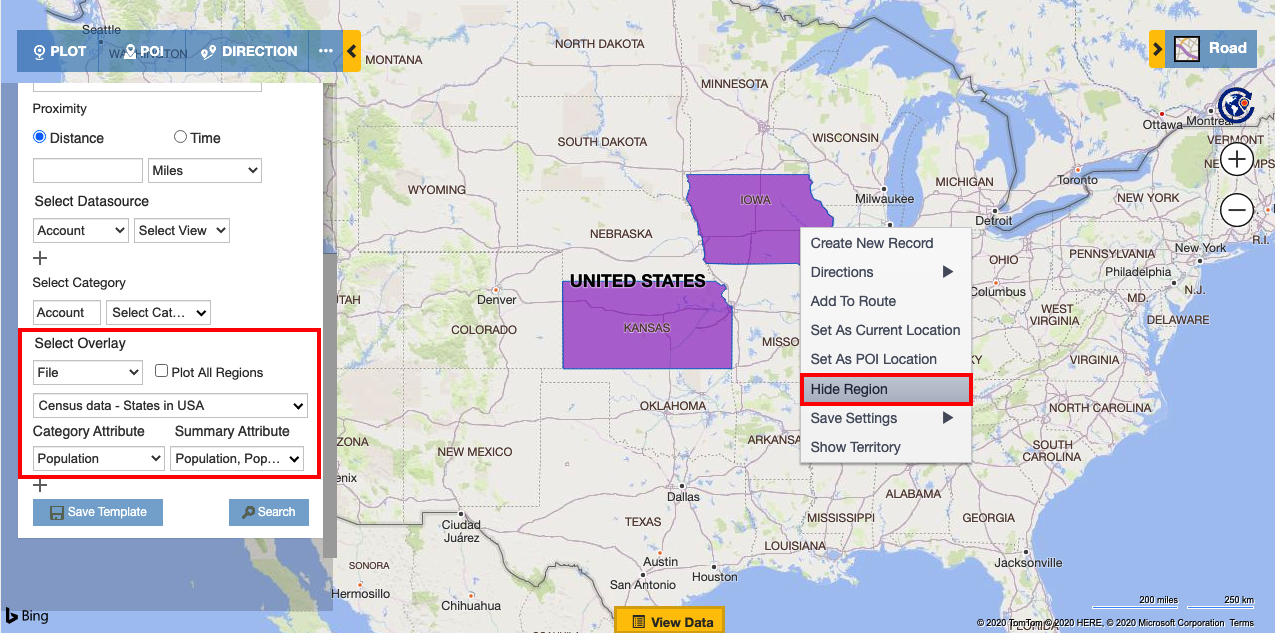 PLOT
POI
DIRECTION
...
Proximity
Distance
Time
Miles
Select Datasource
Account
Select View
+
Select Category
Account
Select Cat...
Select Overlay
File
Plot All Regions
Census data - States in USA
Category Attribute
Summary Attribute
Population
Population, Pop...
+
Save Template
Search
Bing
Seattle
WASHINGTON
MONTANA
NORTH DAKOTA
MINNESOTA
SOUTH DAKOTA
WISCONSIN
WYOMING
IOWA
Milwaukee
MICHIGAN
Detroit
Toronto
Ottawa
Montreal
VERMONT
NEW YORK
New York
R.I.
NEBRASKA
UNITED STATES
KANSAS
Denver
COLORADO
UTAH
OHIO
PENNSYLVANIA
Philadelphia
N.J.
Columbus
MD.
WEST
VIRGINIA
DELAWARE
VIRGINIA
NORTH CAROLINA
SOUTH
CAROLINA
OKLAHOMA
NEW MEXICO
ALABAMA
GEORGIA
MISSISSIPPI
LOUISIANA
Dallas
TEXAS
Austin
San Antonio
Houston
Jacksonville
FLORIDA
Ciudad
Juárez
SONORA
Hermosillo
Chihuahua
Create New Record
Directions
Add To Route
Set As Current Location
Set As POI Location
Hide Region
Save Settings
Show Territory
Road
+
−
View Data
200 miles
250 km
© 2020 TomTom © 2020 HERE, © 2020 Microsoft Corporation Terms